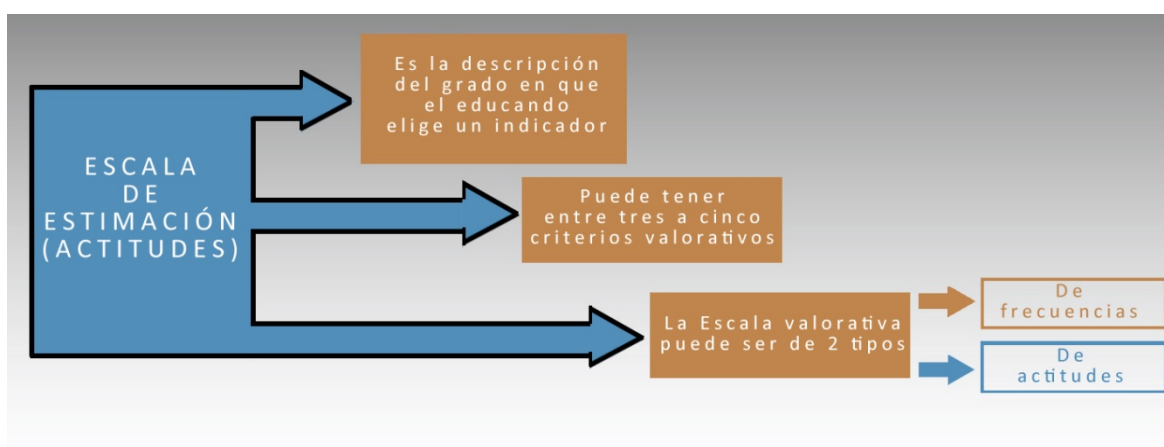 ESCALA
DE
ESTIMACIÓN
(ACTITUDES)
Es la descripción
del grado en que
el educando
elige un indicador
Puede tener
entre tres a cinco
criterios valorativos
La Escala valorativa
puede ser de 2 tipos
De
frecuencias
De
actitudes